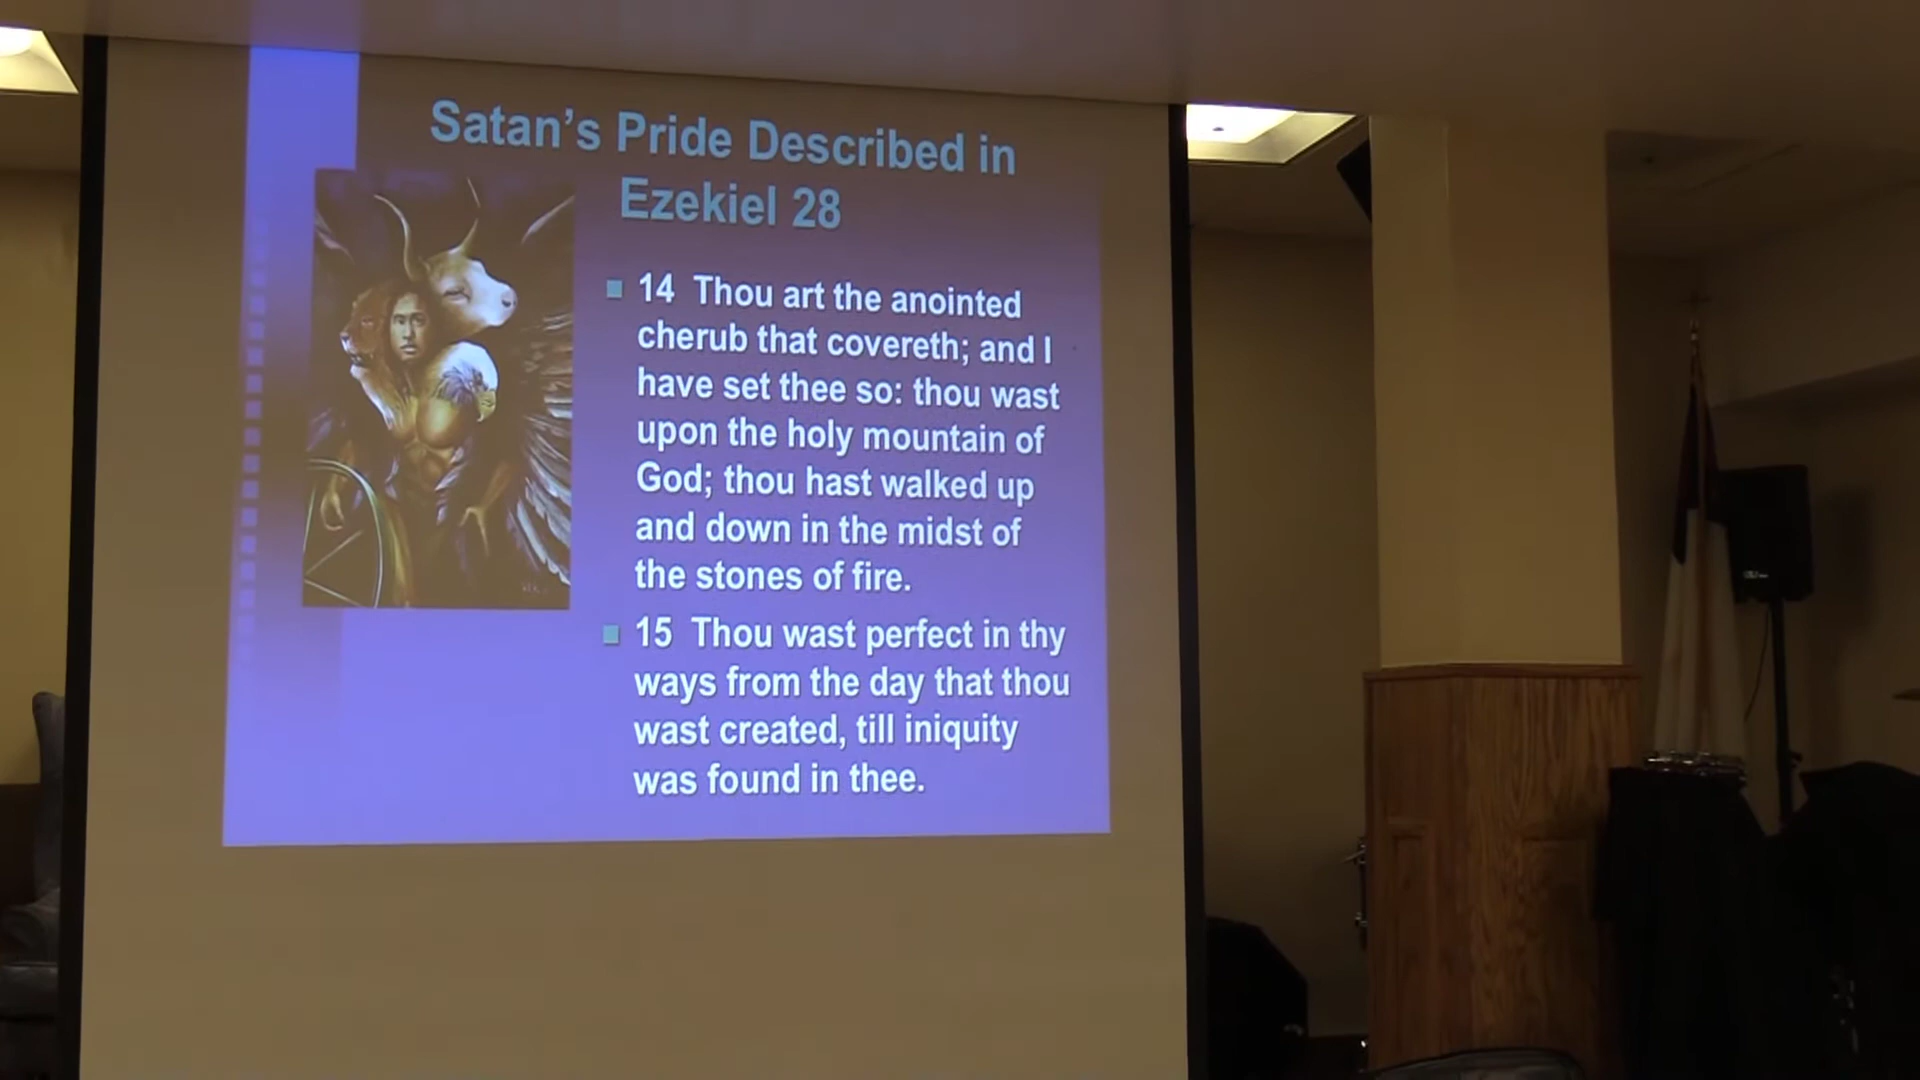 Satan’s Pride Described in
Ezekiel 28
14 Thou art the anointed
cherub that covereth; and I
have set thee so: thou wast
upon the holy mountain of
God; thou hast walked up
and down in the midst of
the stones of fire.
15 Thou wast perfect in thy
ways from the day that thou
wast created, till iniquity
was found in thee.